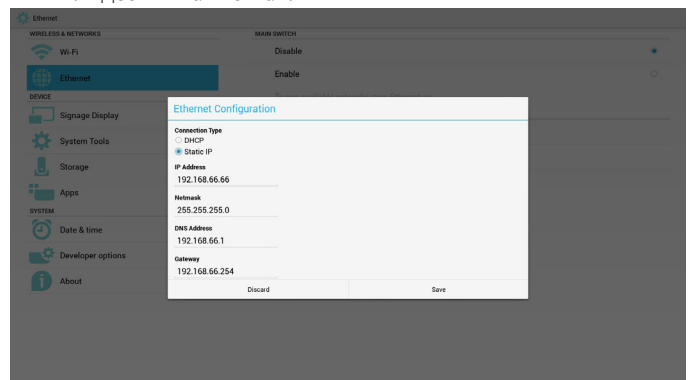 Ethernet
WIRELESS & NETWORKS
Wi-Fi
Ethernet
DEVICE
Signage Display
System Tools
Storage
Apps
SYSTEM
Date & time
Developer options
About
MAIN SWITCH
Disable
Enable
Ethernet Configuration
Connection Type
DHCP
Static IP
IP Address
192.168.66.66
Netmask
255.255.255.0
DNS Address
192.168.66.1
Gateway
192.168.66.254
Discard
Save